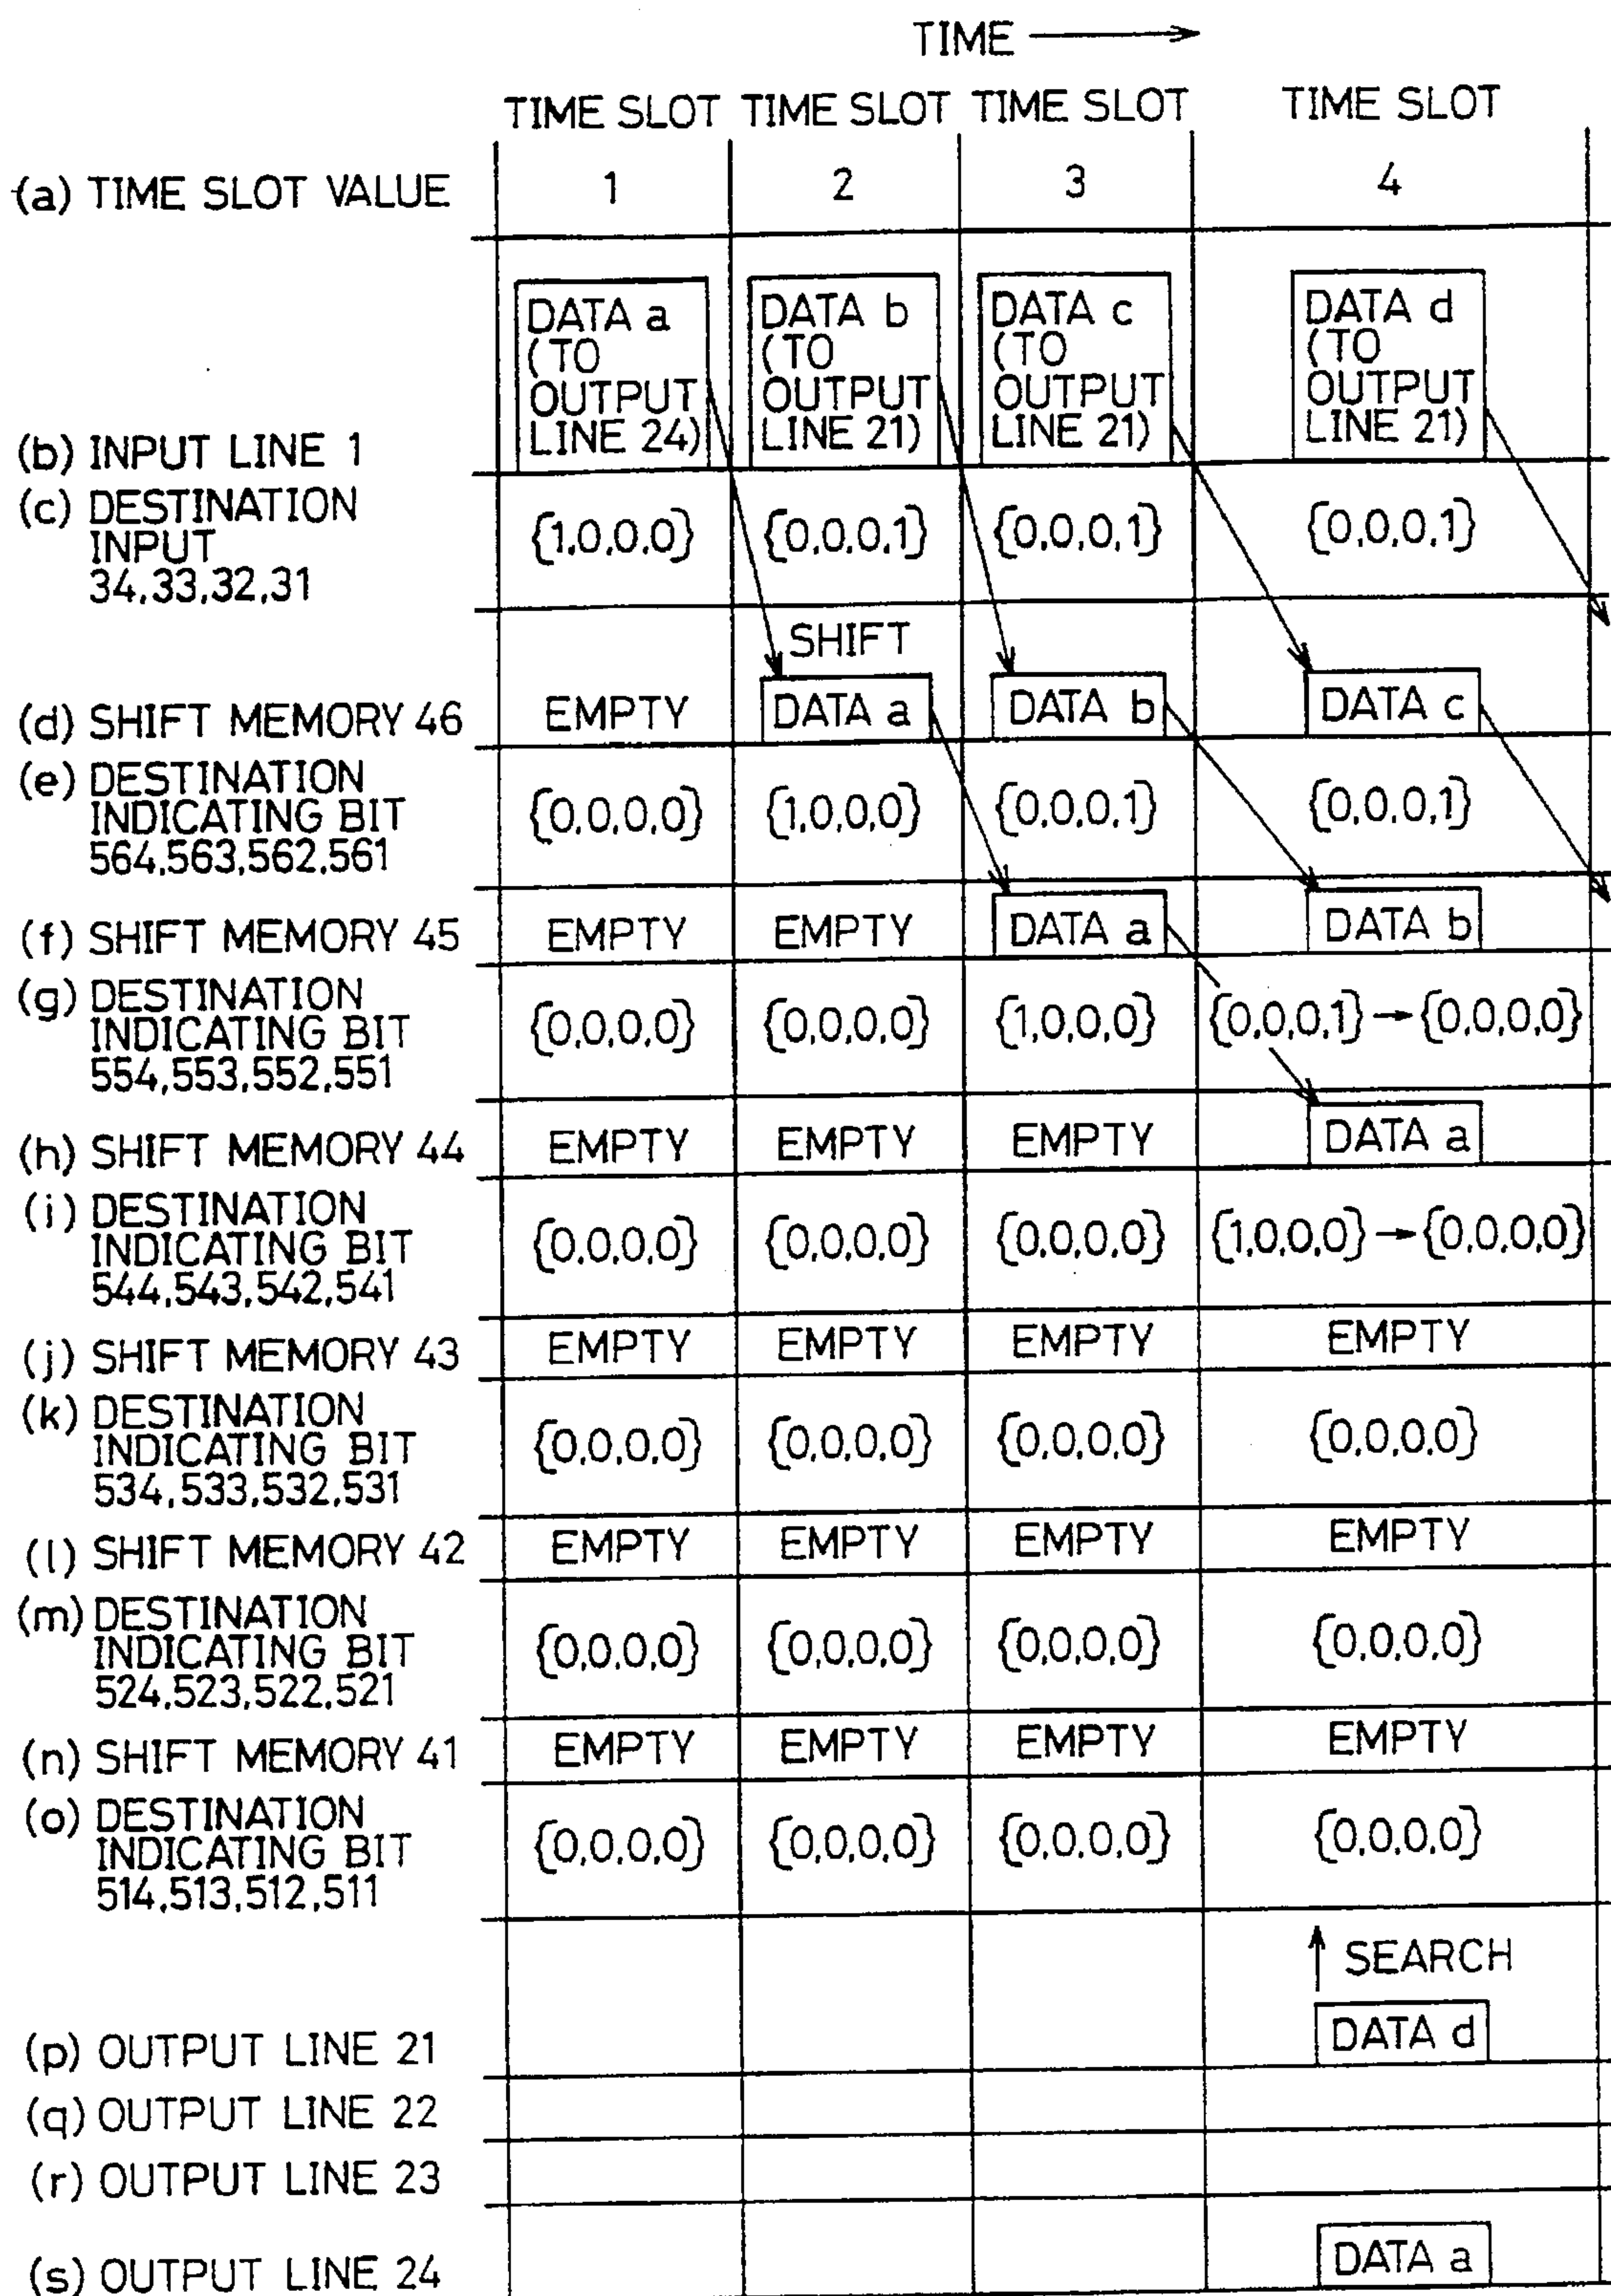 TIME
TIME SLOT TIME SLOT TIME SLOT TIME SLOT
(a) TIME SLOT VALUE 1 2 3 4
DATA a DATA b DATA c DATA d
(TO (TO (TO (TO
OUTPUT OUTPUT OUTPUT OUTPUT
LINE 24) LINE 21) LINE 21) LINE 21)
(b) INPUT LINE 1
(c) DESTINATION
INPUT {1,0,0,0} {0,0,0,1} {0,0,0,1} {0,0,0,1}
34,33,32,31
SHIFT
(d) SHIFT MEMORY 46 EMPTY DATA a DATA b DATA c
(e) DESTINATION
INDICATING BIT {0,0,0,0} {1,0,0,0} {0,0,0,1} {0,0,0,1}
564,563,562,561
(f) SHIFT MEMORY 45 EMPTY EMPTY DATA a DATA b
(g) DESTINATION
INDICATING BIT {0,0,0,0} {0,0,0,0} {1,0,0,0} {0,0,0,1}→{0,0,0,0}
554,553,552,551
(h) SHIFT MEMORY 44 EMPTY EMPTY EMPTY DATA a
(i) DESTINATION
INDICATING BIT {0,0,0,0} {0,0,0,0} {0,0,0,0} {1,0,0,0}→{0,0,0,0}
544,543,542,541
(j) SHIFT MEMORY 43 EMPTY EMPTY EMPTY EMPTY
(k) DESTINATION
INDICATING BIT {0,0,0,0} {0,0,0,0} {0,0,0,0} {0,0,0,0}
534,533,532,531
(l) SHIFT MEMORY 42 EMPTY EMPTY EMPTY EMPTY
(m) DESTINATION
INDICATING BIT {0,0,0,0} {0,0,0,0} {0,0,0,0} {0,0,0,0}
524,523,522,521
(n) SHIFT MEMORY 41 EMPTY EMPTY EMPTY EMPTY
(o) DESTINATION
INDICATING BIT {0,0,0,0} {0,0,0,0} {0,0,0,0} {0,0,0,0}
514,513,512,511
↑ SEARCH
(p) OUTPUT LINE 21 DATA d
(q) OUTPUT LINE 22
(r) OUTPUT LINE 23
(s) OUTPUT LINE 24 DATA a